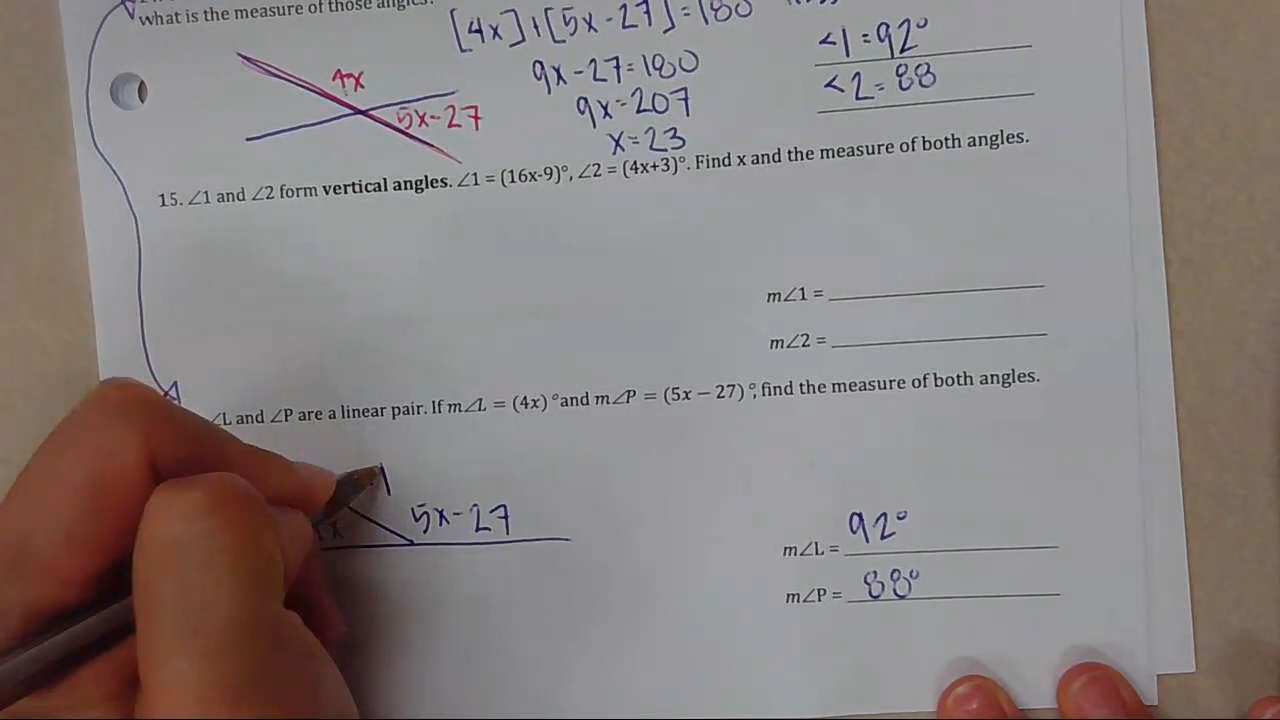 what is the measure of those angles?
[4x]+[5x-27]=180
9x-27=180
9x=207
x=23
<1=92°
<2=88
4x
5x-27
15. ∠1 and ∠2 form vertical angles. ∠1 = (16x-9)°, ∠2 = (4x+3)°. Find x and the measure of both angles.
m∠1 =
m∠2 =
∠L and ∠P are a linear pair. If m∠L = (4x)° and m∠P = (5x − 27)°, find the measure of both angles.
5x-27
m∠L = 92°
m∠P = 88°